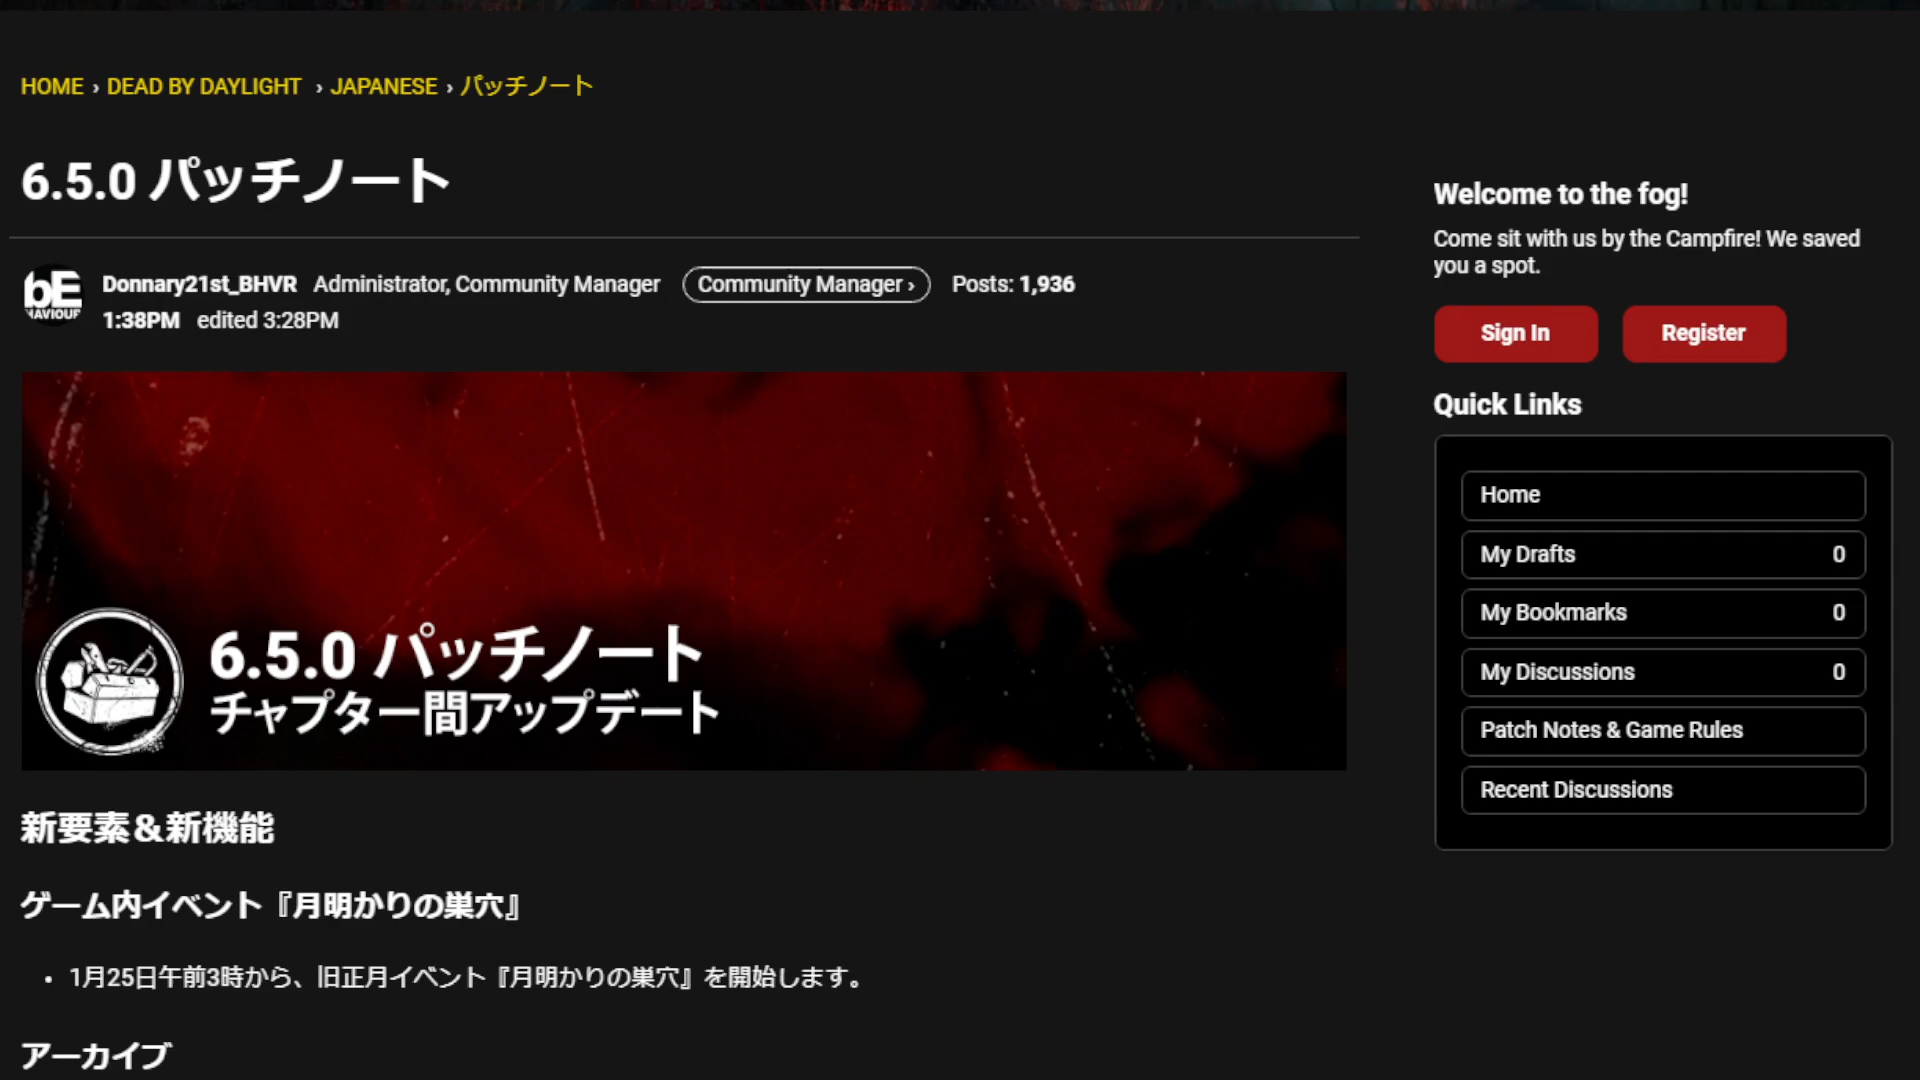 HOME › DEAD BY DAYLIGHT › JAPANESE › パッチノート
6.5.0 パッチノート
bE
HAVIOUR
Donnary21st_BHVR Administrator, Community Manager Community Manager › Posts: 1,936
1:38PM edited 3:28PM
6.5.0 パッチノート
チャプター間アップデート
新要素＆新機能
ゲーム内イベント『月明かりの巣穴』
• 1月25日午前3時から、旧正月イベント『月明かりの巣穴』を開始します。
アーカイブ
Welcome to the fog!
Come sit with us by the Campfire! We saved
you a spot.
Sign In Register
Quick Links
Home
My Drafts 0
My Bookmarks 0
My Discussions 0
Patch Notes & Game Rules
Recent Discussions